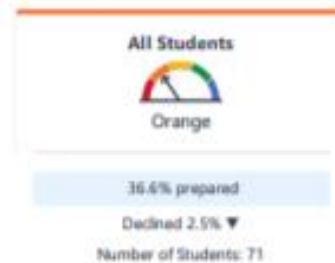 All Students
Orange
36.6% prepared
Declined 2.5% ▼
Number of Students: 71